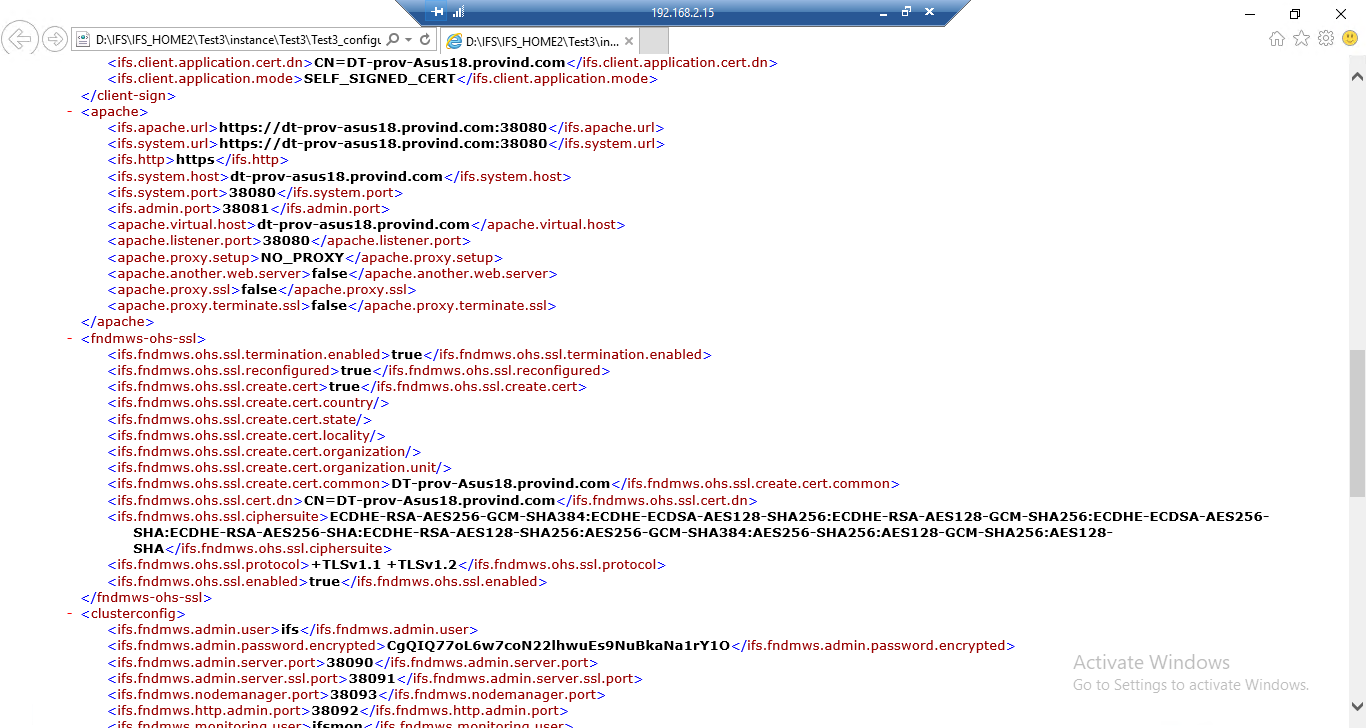 192.168.2.15
D:\IFS\IFS_HOME2\Test3\instance\Test3\Test3_configu
D:\IFS\IFS_HOME2\Test3\in...
<ifs.client.application.cert.dn>CN=DT-prov-Asus18.provind.com</ifs.client.application.cert.dn>
<ifs.client.application.mode>SELF_SIGNED_CERT</ifs.client.application.mode>
</client-sign>
- <apache>
<ifs.apache.url>https://dt-prov-asus18.provind.com:38080</ifs.apache.url>
<ifs.system.url>https://dt-prov-asus18.provind.com:38080</ifs.system.url>
<ifs.http>https</ifs.http>
<ifs.system.host>dt-prov-asus18.provind.com</ifs.system.host>
<ifs.system.port>38080</ifs.system.port>
<ifs.admin.port>38081</ifs.admin.port>
<apache.virtual.host>dt-prov-asus18.provind.com</apache.virtual.host>
<apache.listener.port>38080</apache.listener.port>
<apache.proxy.setup>NO_PROXY</apache.proxy.setup>
<apache.another.web.server>false</apache.another.web.server>
<apache.proxy.ssl>false</apache.proxy.ssl>
<apache.proxy.terminate.ssl>false</apache.proxy.terminate.ssl>
</apache>
- <fndmws-ohs-ssl>
<ifs.fndmws.ohs.ssl.termination.enabled>true</ifs.fndmws.ohs.ssl.termination.enabled>
<ifs.fndmws.ohs.ssl.reconfigured>true</ifs.fndmws.ohs.ssl.reconfigured>
<ifs.fndmws.ohs.ssl.create.cert>true</ifs.fndmws.ohs.ssl.create.cert>
<ifs.fndmws.ohs.ssl.create.cert.country/>
<ifs.fndmws.ohs.ssl.create.cert.state/>
<ifs.fndmws.ohs.ssl.create.cert.locality/>
<ifs.fndmws.ohs.ssl.create.cert.organization/>
<ifs.fndmws.ohs.ssl.create.cert.organization.unit/>
<ifs.fndmws.ohs.ssl.create.cert.common>DT-prov-Asus18.provind.com</ifs.fndmws.ohs.ssl.create.cert.common>
<ifs.fndmws.ohs.ssl.cert.dn>CN=DT-prov-Asus18.provind.com</ifs.fndmws.ohs.ssl.cert.dn>
<ifs.fndmws.ohs.ssl.ciphersuite>ECDHE-RSA-AES256-GCM-SHA384:ECDHE-ECDSA-AES128-SHA256:ECDHE-RSA-AES128-GCM-SHA256:ECDHE-ECDSA-AES256-
SHA:ECDHE-RSA-AES256-SHA:ECDHE-RSA-AES128-SHA256:AES256-GCM-SHA384:AES256-SHA256:AES128-GCM-SHA256:AES128-
SHA</ifs.fndmws.ohs.ssl.ciphersuite>
<ifs.fndmws.ohs.ssl.protocol>+TLSv1.1 +TLSv1.2</ifs.fndmws.ohs.ssl.protocol>
<ifs.fndmws.ohs.ssl.enabled>true</ifs.fndmws.ohs.ssl.enabled>
</fndmws-ohs-ssl>
- <clusterconfig>
<ifs.fndmws.admin.user>ifs</ifs.fndmws.admin.user>
<ifs.fndmws.admin.password.encrypted>CgQIQ77oL6w7coN22lhwuEs9NuBkaNa1rY1O</ifs.fndmws.admin.password.encrypted>
<ifs.fndmws.admin.server.port>38090</ifs.fndmws.admin.server.port>
<ifs.fndmws.admin.server.ssl.port>38091</ifs.fndmws.admin.server.ssl.port>
<ifs.fndmws.nodemanager.port>38093</ifs.fndmws.nodemanager.port>
<ifs.fndmws.http.admin.port>38092</ifs.fndmws.http.admin.port>
<ifs.fndmws.monitoring.user>ifsmon</ifs.fndmws.monitoring.user>
Activate Windows
Go to Settings to activate Windows.